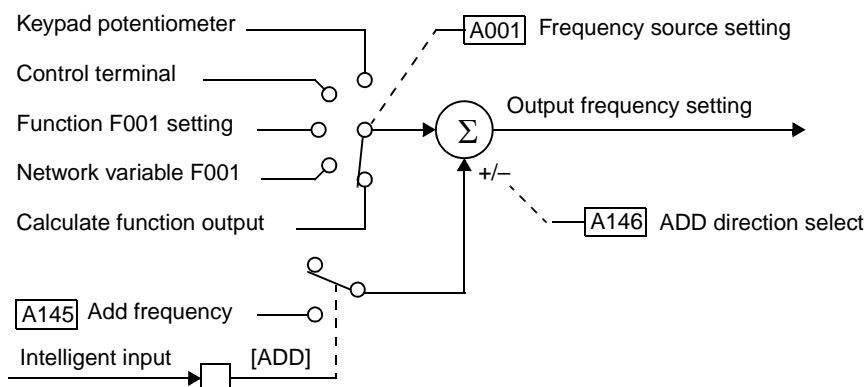 Keypad potentiometer
A001 Frequency source setting
Control terminal
Output frequency setting
Function F001 setting
Σ
Network variable F001
+/−
Calculate function output
A146 ADD direction select
A145 Add frequency
Intelligent input [ADD]